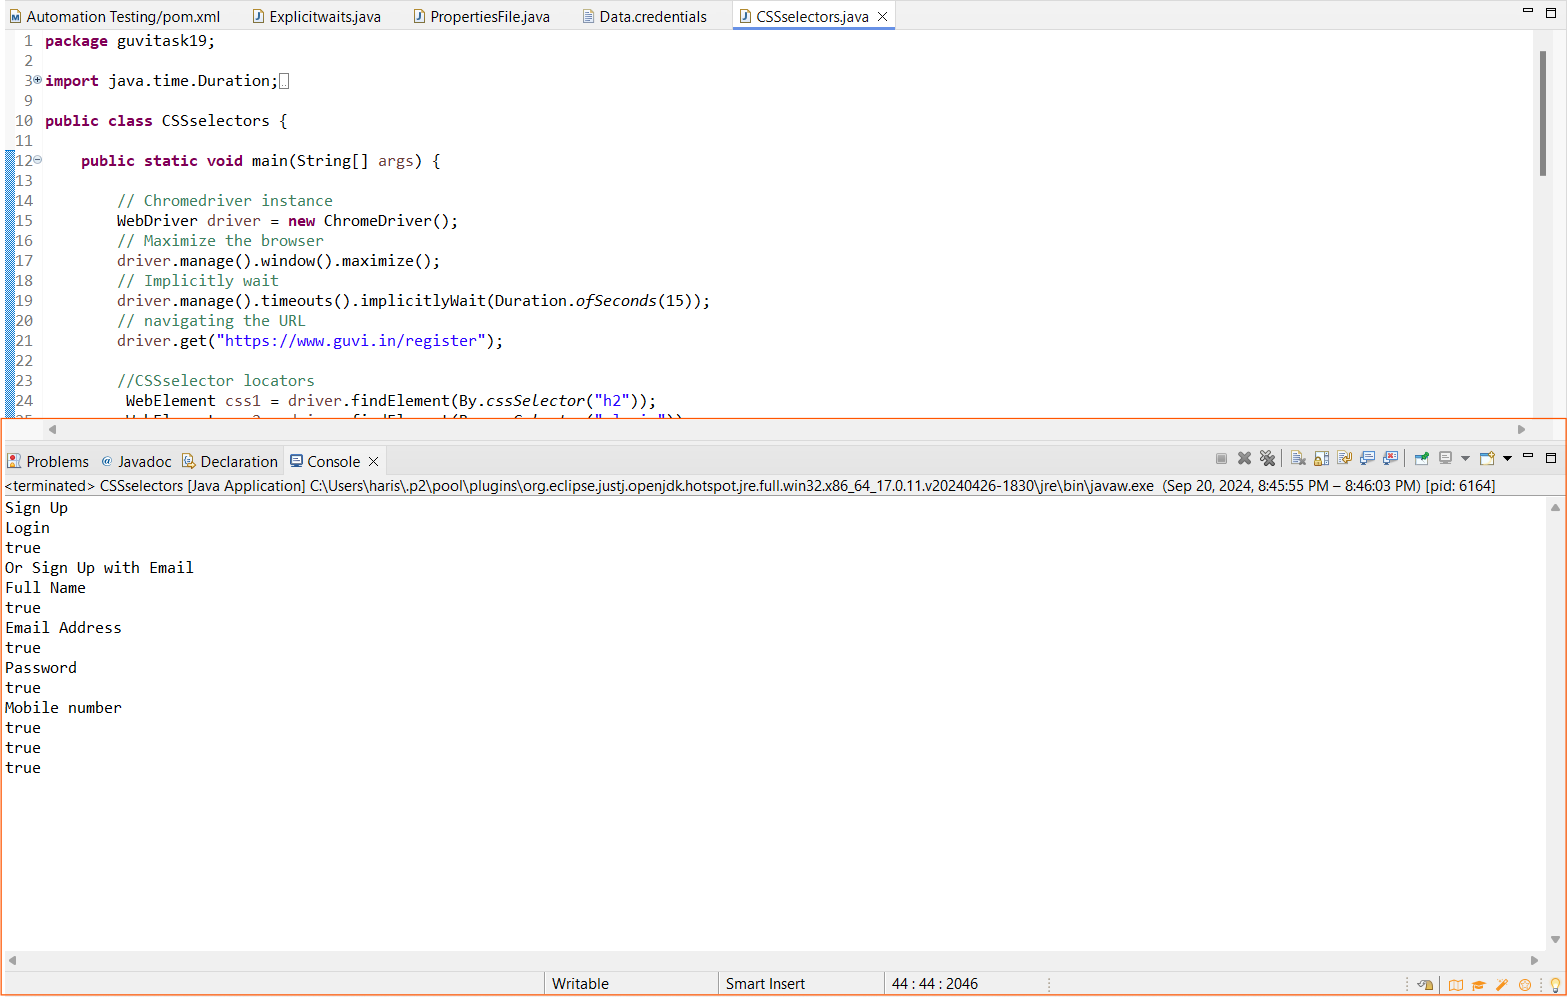 Automation Testing/pom.xml Explicitwaits.java PropertiesFile.java Data.credentials CSSselectors.java
1 package guvitask19;
2
3 import java.time.Duration;
9
10 public class CSSselectors {
11
12 public static void main(String[] args) {
13
14 // Chromedriver instance
15 WebDriver driver = new ChromeDriver();
16 // Maximize the browser
17 driver.manage().window().maximize();
18 // Implicitly wait
19 driver.manage().timeouts().implicitlyWait(Duration.ofSeconds(15));
20 // navigating the URL
21 driver.get("https://www.guvi.in/register");
22
23 //CSSselector locators
24 WebElement css1 = driver.findElement(By.cssSelector("h2"));
Problems Javadoc Declaration Console
<terminated> CSSselectors [Java Application] C:\Users\haris\.p2\pool\plugins\org.eclipse.justj.openjdk.hotspot.jre.full.win32.x86_64_17.0.11.v20240426-1830\jre\bin\javaw.exe (Sep 20, 2024, 8:45:55 PM – 8:46:03 PM) [pid: 6164]
Sign Up
Login
true
Or Sign Up with Email
Full Name
true
Email Address
true
Password
true
Mobile number
true
true
true
Writable Smart Insert 44 : 44 : 2046